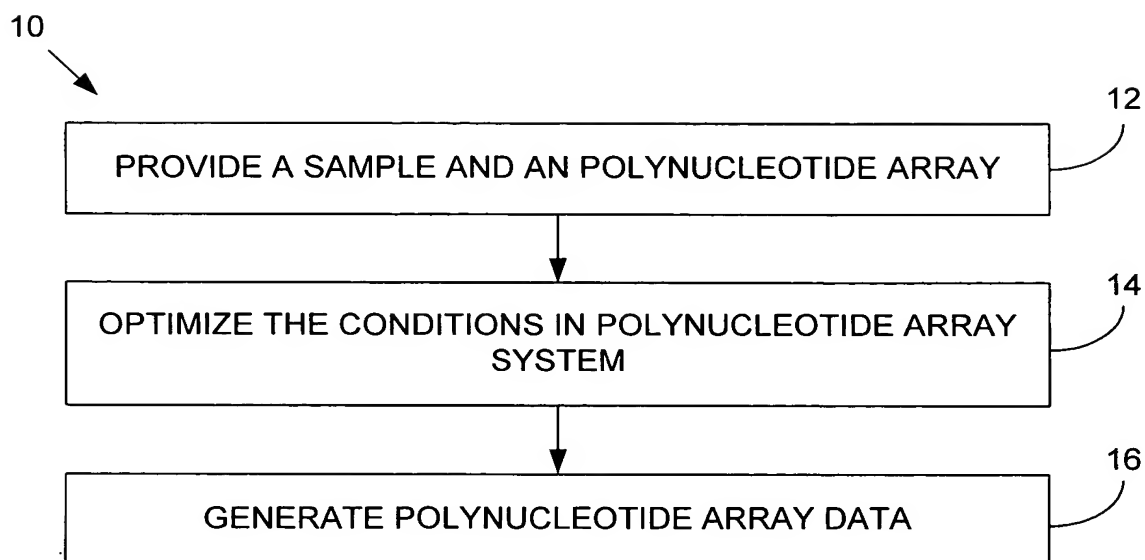 10
12
PROVIDE A SAMPLE AND AN POLYNUCLEOTIDE ARRAY
14
OPTIMIZE THE CONDITIONS IN POLYNUCLEOTIDE ARRAY
SYSTEM
16
GENERATE POLYNUCLEOTIDE ARRAY DATA